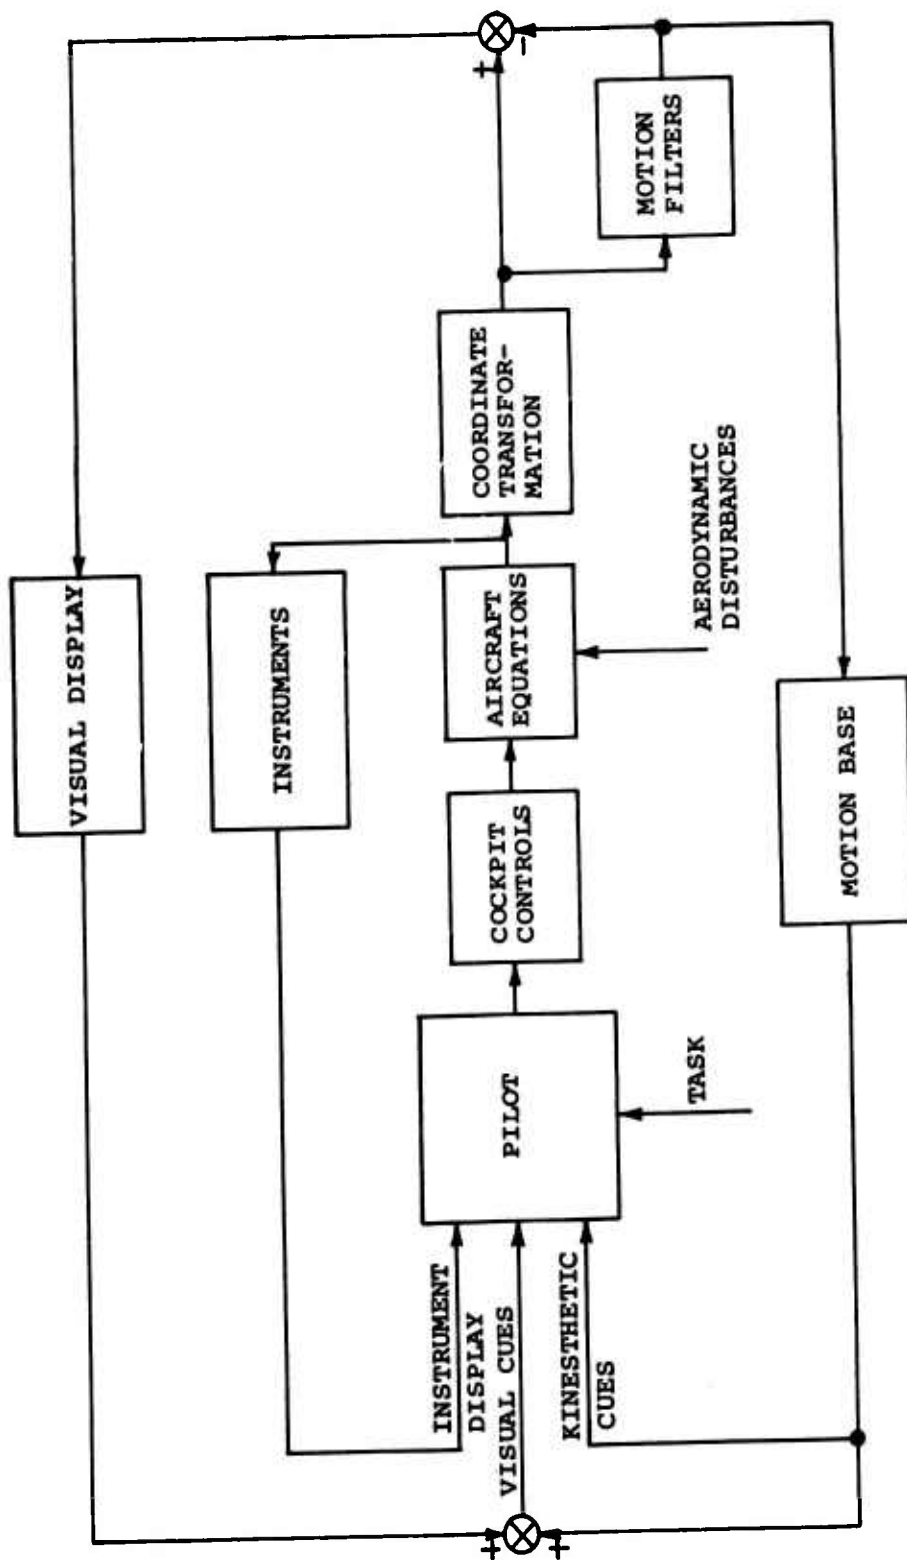 VISUAL DISPLAY
INSTRUMENTS
INSTRUMENT
DISPLAY
VISUAL CUES
KINESTHETIC
CUES
PILOT
TASK
COCKPIT
CONTROLS
AIRCRAFT
EQUATIONS
AERODYNAMIC
DISTURBANCES
COORDINATE
TRANSFOR-
MATION
MOTION
FILTERS
MOTION BASE
+
+
+
-